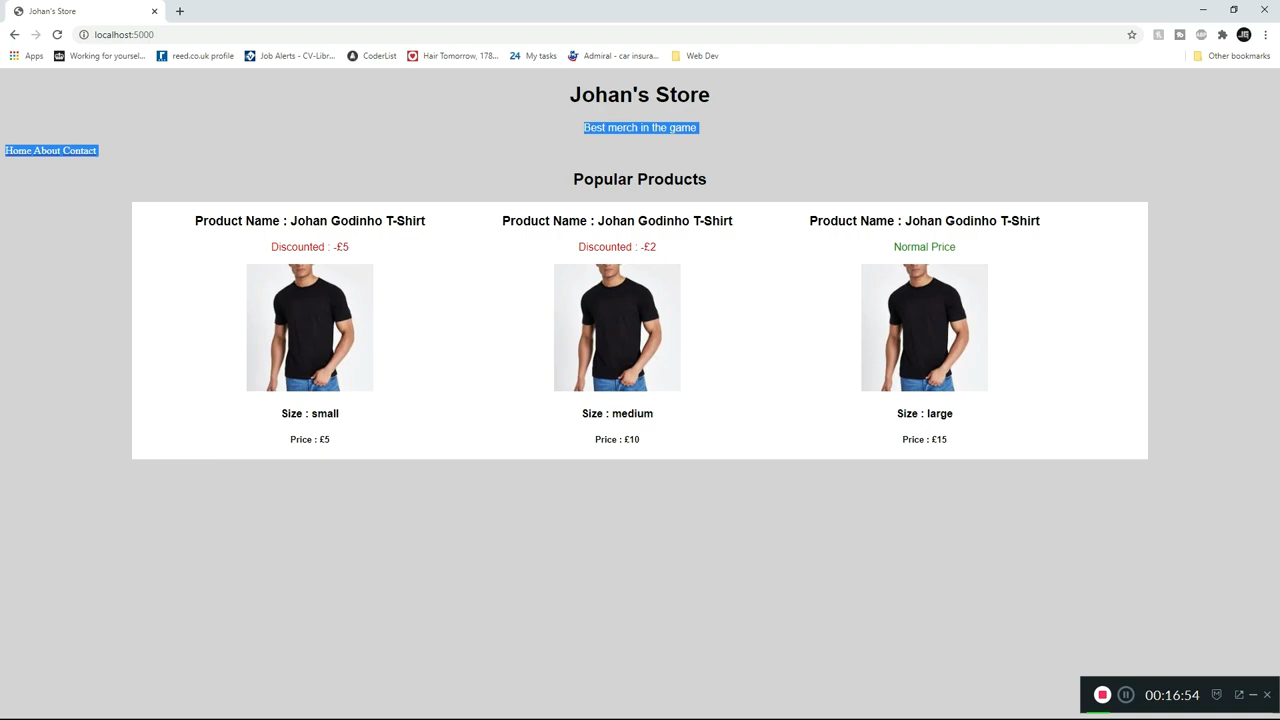 Johan's Store
localhost:5000
Apps Working for yoursel... reed.co.uk profile Job Alerts - CV-Libr... CoderList Hair Tomorrow, 178... 24 My tasks Admiral - car insura... Web Dev Other bookmarks
Johan's Store
Best merch in the game
Home About Contact
Popular Products
Product Name : Johan Godinho T-Shirt Product Name : Johan Godinho T-Shirt Product Name : Johan Godinho T-Shirt
Discounted : -£5 Discounted : -£2 Normal Price
Size : small Size : medium Size : large
Price : £5 Price : £10 Price : £15
00:16:54